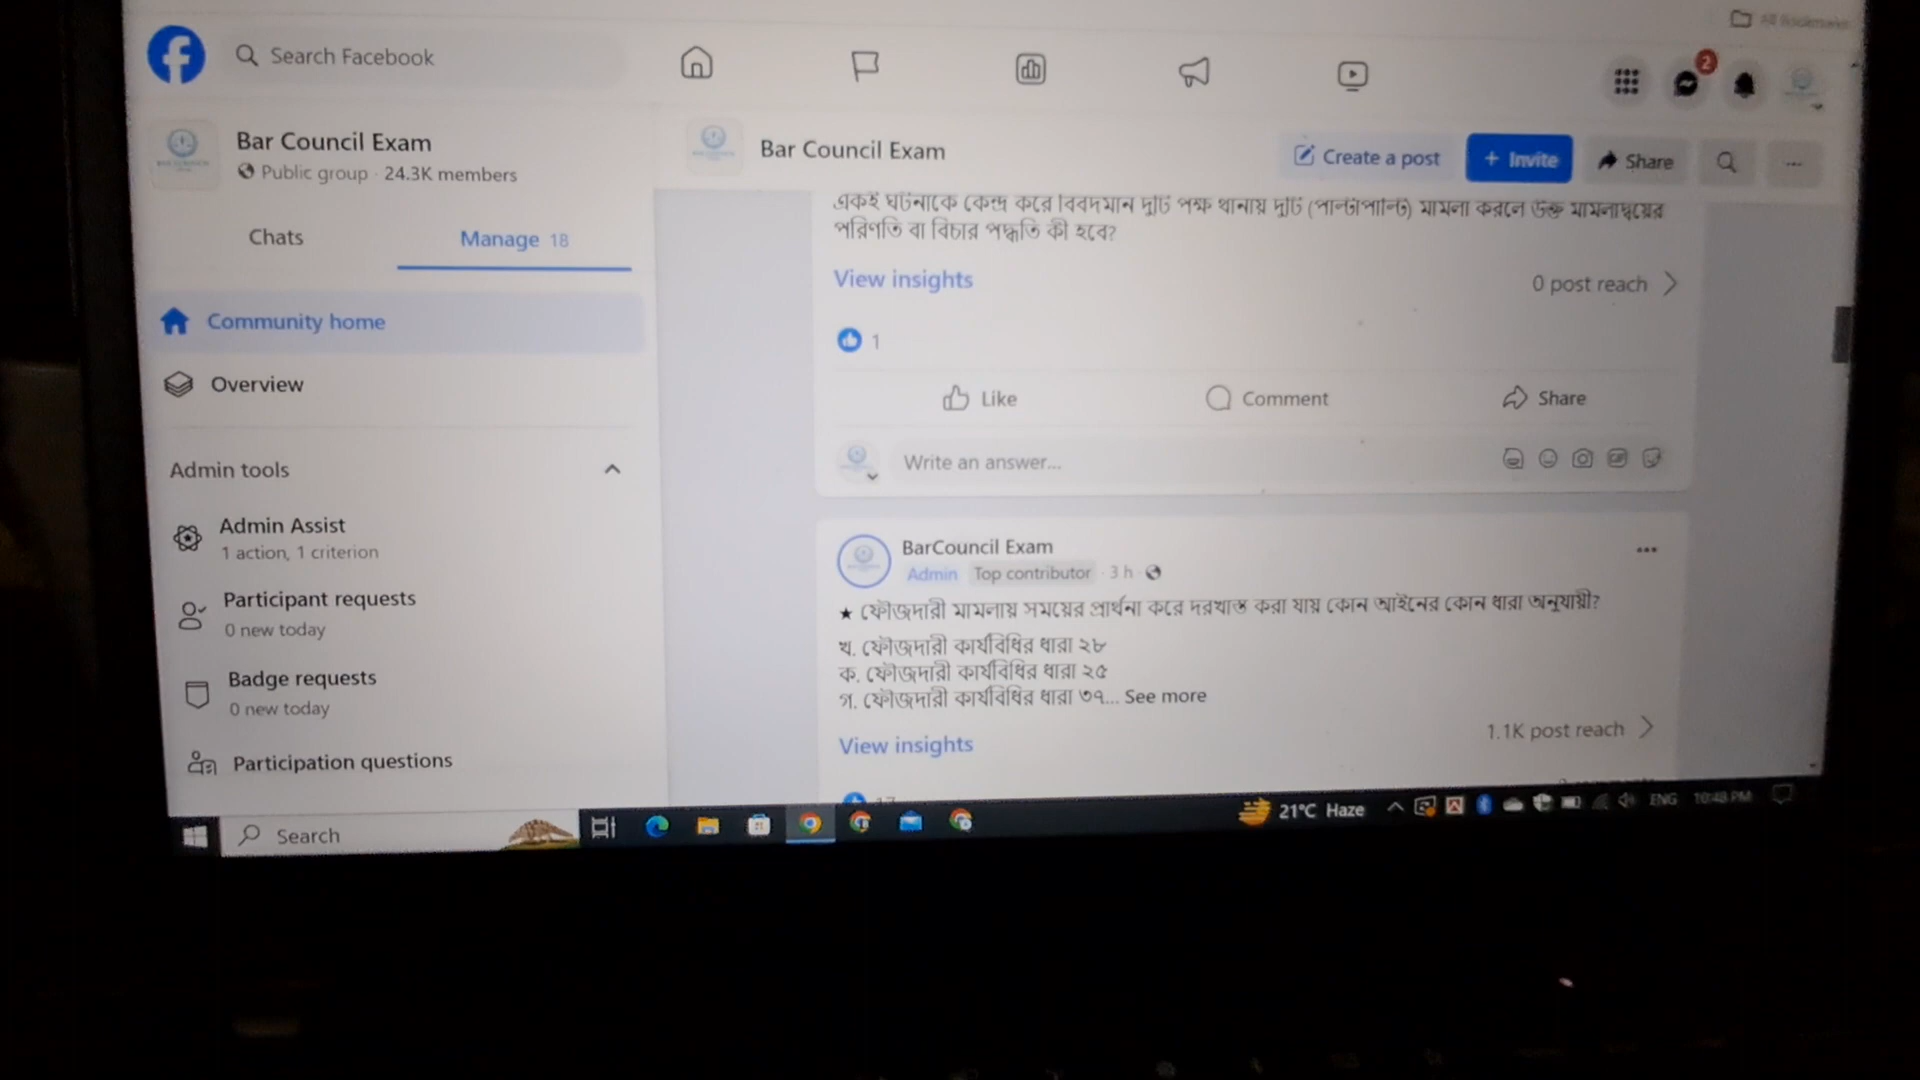 Search Facebook
2
Bar Council Exam
Public group · 24.3K members
Bar Council Exam
Create a post
+ Invite
Share
Chats
Manage 18
Community home
Overview
Admin tools
Admin Assist
1 action, 1 criterion
Participant requests
0 new today
Badge requests
0 new today
Participation questions
একই ঘটনাকে কেন্দ্র করে বিবদমান দুটি পক্ষ থানায় দুটি (পাল্টাপাল্টি) মামলা করলে উক্ত মামলাদ্বয়ের
পরিণতি বা বিচার পদ্ধতি কী হবে?
View insights
0 post reach
1
Like
Comment
Share
Write an answer...
BarCouncil Exam
Admin Top contributor · 3 h ·
★ ফৌজদারী মামলায় সময়ের প্রার্থনা করে দরখাস্ত করা যায় কোন আইনের কোন ধারা অনুযায়ী?
খ. ফৌজদারী কার্যবিধির ধারা ২৮
ক. ফৌজদারী কার্যবিধির ধারা ২৫
গ. ফৌজদারী কার্যবিধির ধারা ৩৭... See more
View insights
1.1K post reach
17
Search
21°C Haze
ENG
10:48 PM